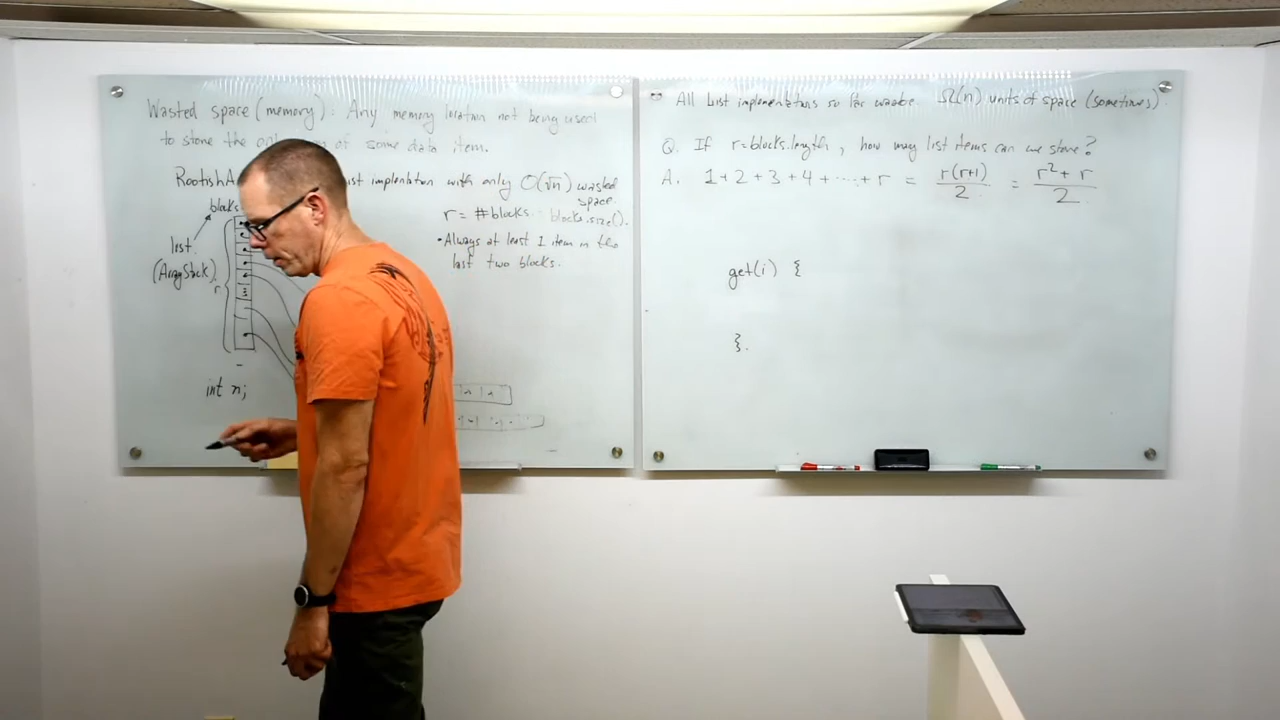 Wasted space (memory): Any memory location not being used
to store the of some data item.
RootishA list implentation with only O(√n) wasted
space.
blocks
r = #blocks = blocks.size().
list
(ArrayStack)
r
• Always at least 1 item in the
last two blocks.
int n;
All List implementations so far waste Ω(n) units of space (sometimes).
Q. If r=blocks.length, how may list items can we store?
A. 1+2+3+4+·····+r = r(r+1)/2 = r²+r/2
get(i) {
}.